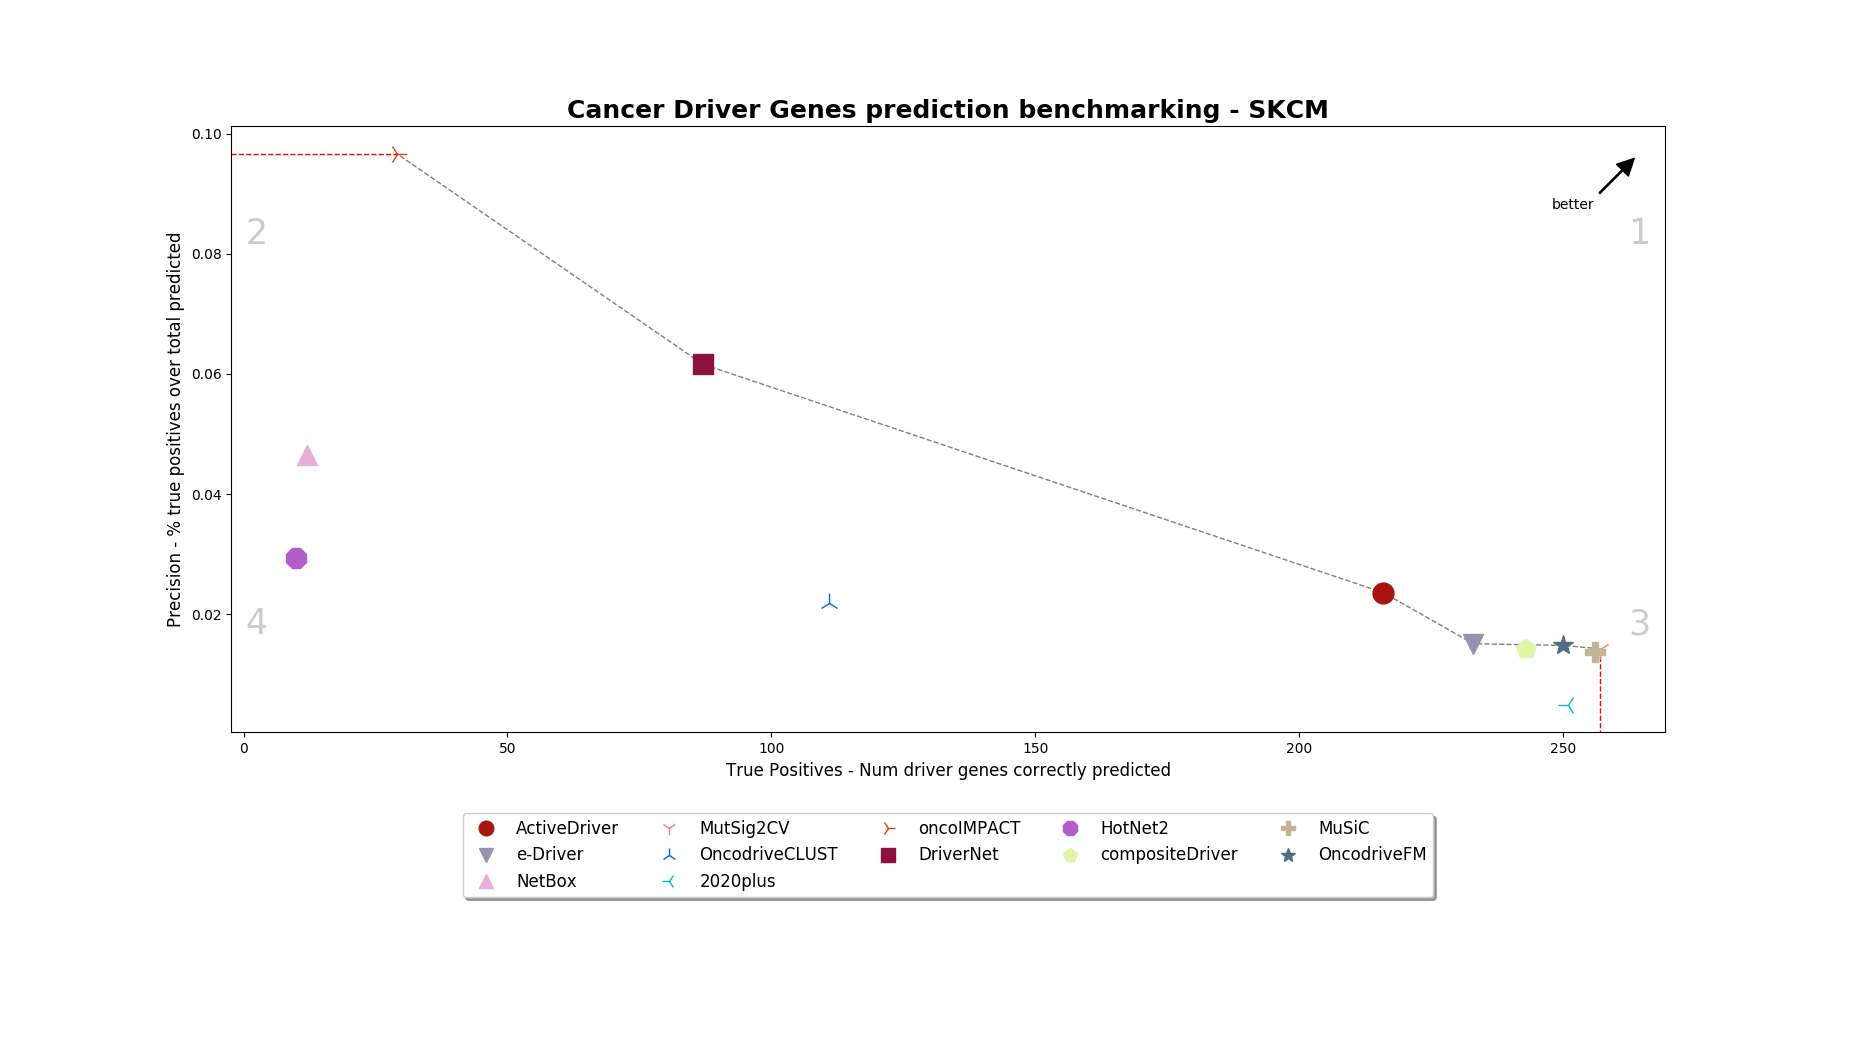 Cancer Driver Genes prediction benchmarking - SKCM
0.10
0.08
0.06
0.04
0.02
Precision - % true positives over total predicted
2
better
1
4
3
0
50
100
150
200
250
True Positives - Num driver genes correctly predicted
ActiveDriver
MutSig2CV
oncoIMPACT
HotNet2
MuSiC
e-Driver
OncodriveCLUST
DriverNet
compositeDriver
OncodriveFM
NetBox
2020plus